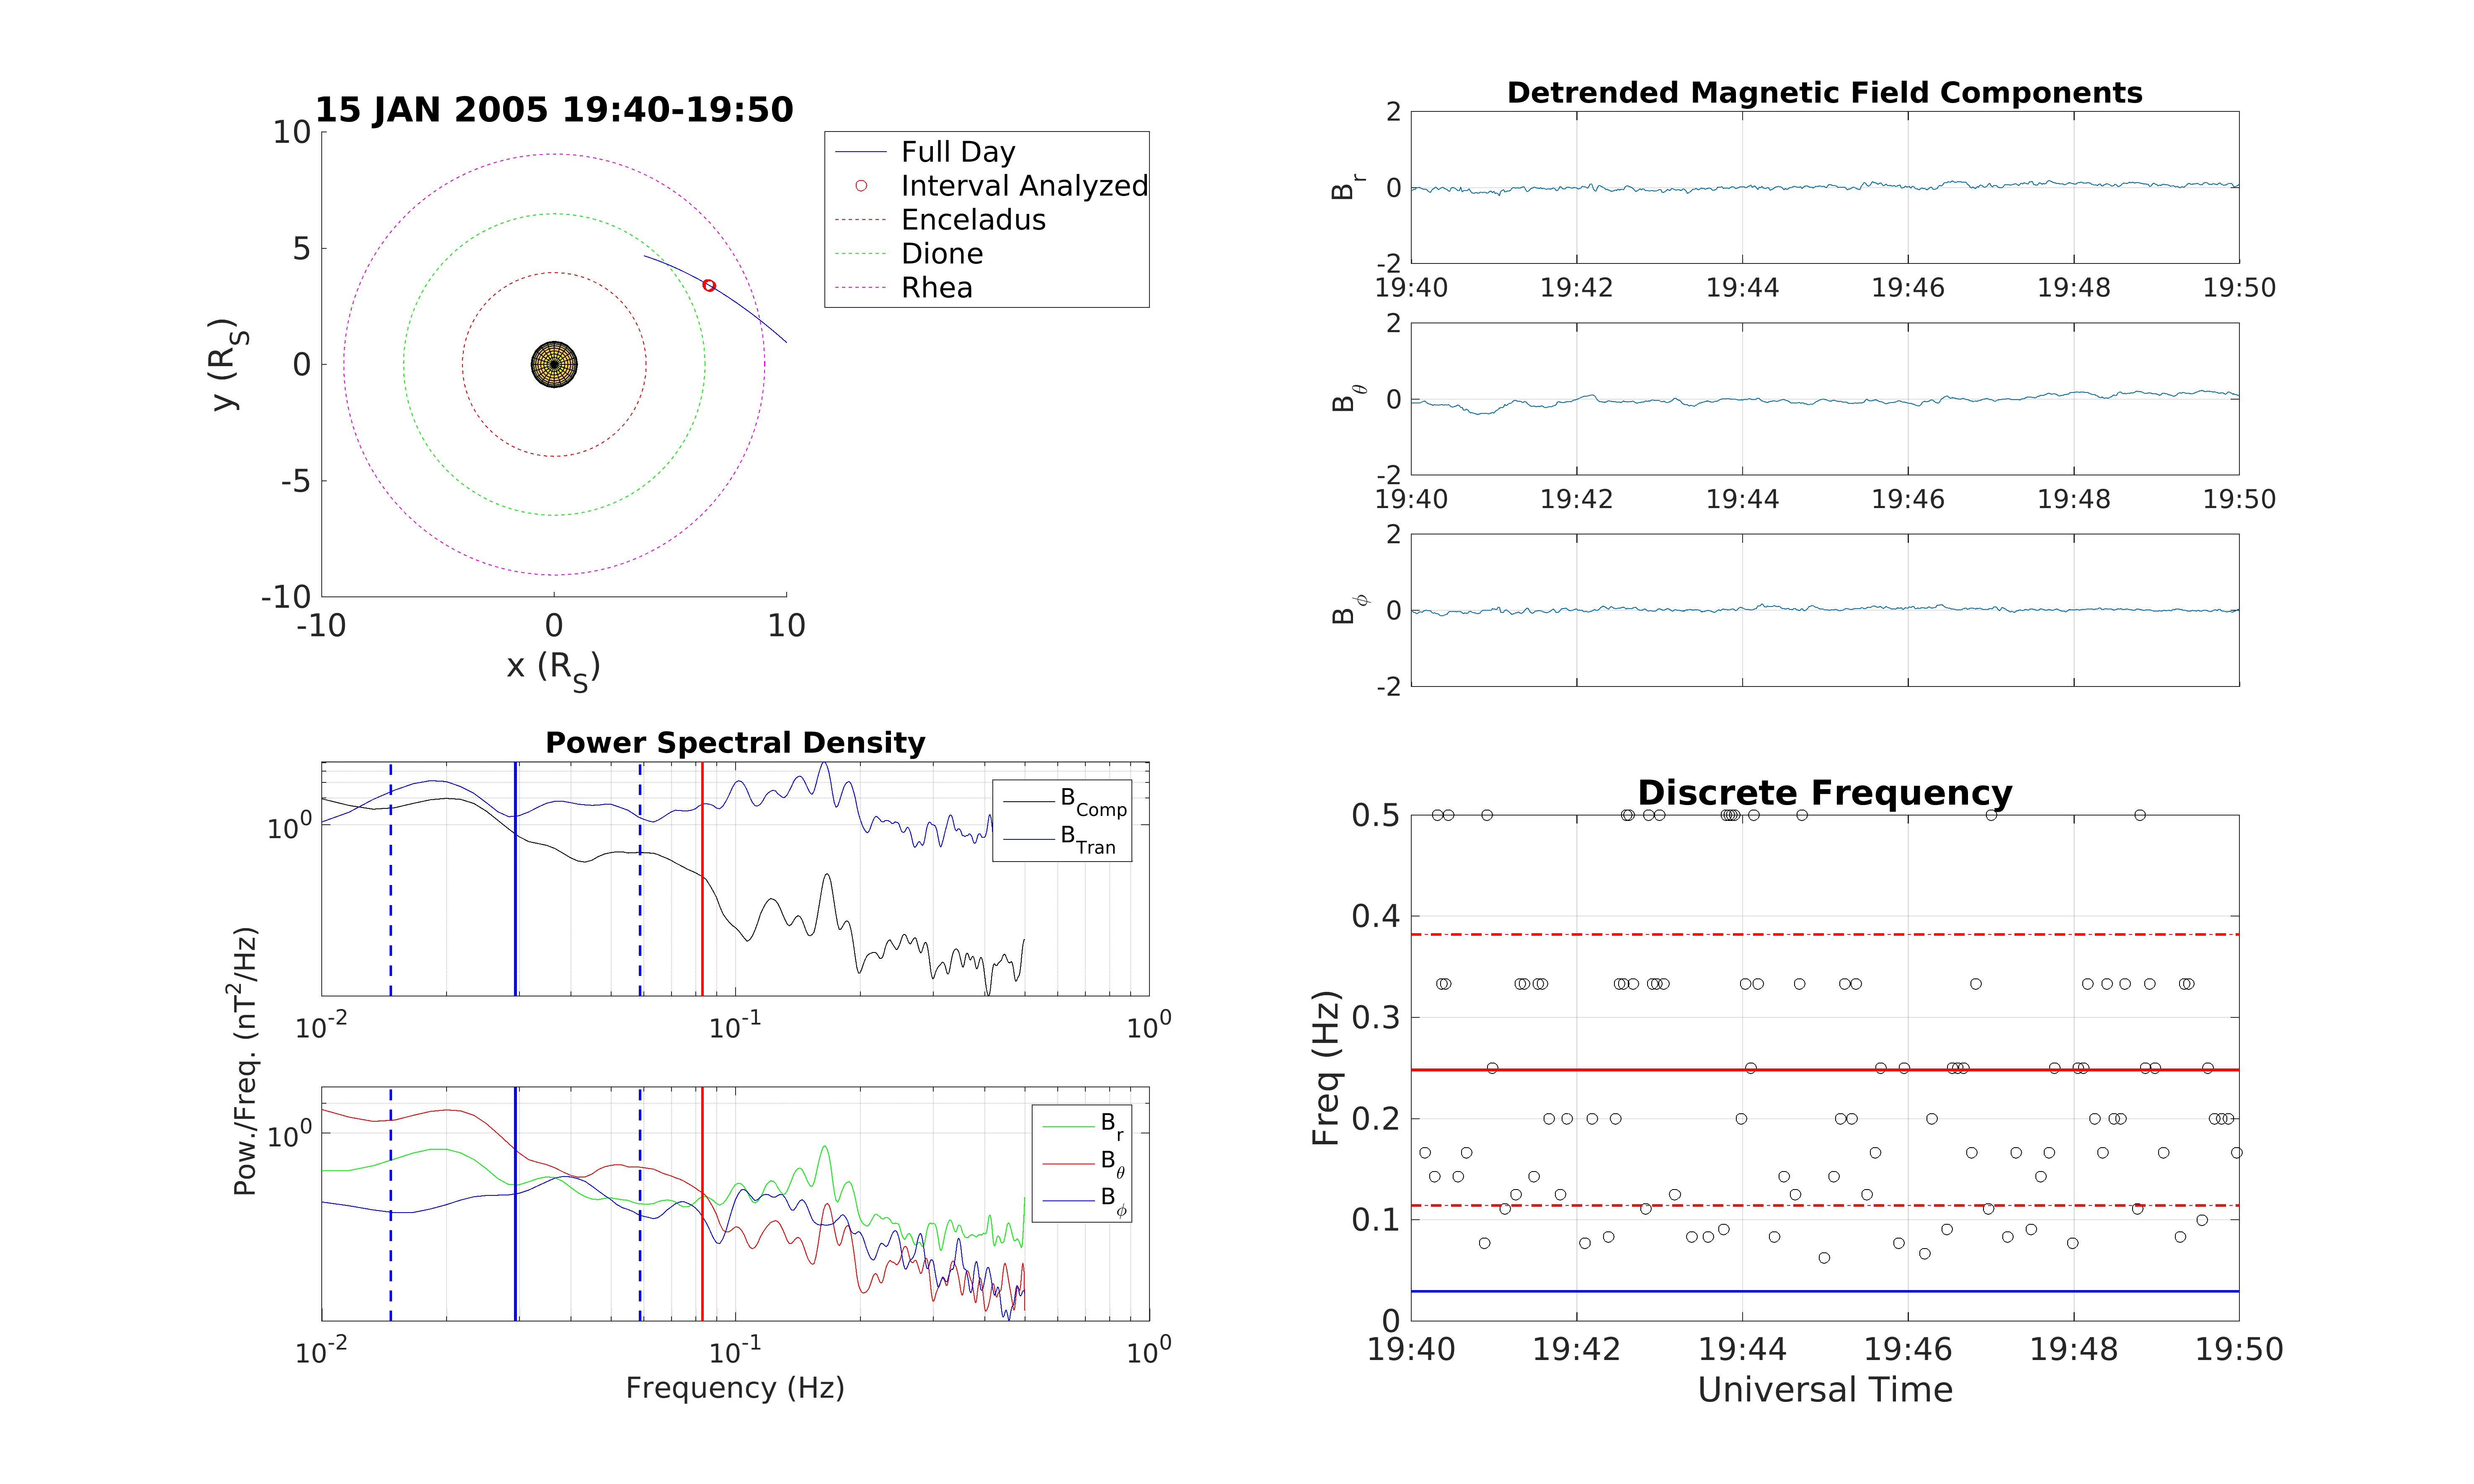 15 JAN 2005 19:40-19:50
10
5
0
-5
-10
-10 0 10
y (R_S)
x (R_S)
Full Day
Interval Analyzed
Enceladus
Dione
Rhea
Detrended Magnetic Field Components
2
0
-2
B_r
19:40 19:42 19:44 19:46 19:48 19:50
2
0
-2
B_θ
19:40 19:42 19:44 19:46 19:48 19:50
2
0
-2
B_ϕ
Power Spectral Density
10^0
B_Comp
B_Tran
10^-2 10^-1 10^0
Pow./Freq. (nT^2/Hz)
10^0
B_r
B_θ
B_ϕ
10^-2 10^-1 10^0
Frequency (Hz)
Discrete Frequency
0.5
0.4
0.3
0.2
0.1
0
Freq (Hz)
19:40 19:42 19:44 19:46 19:48 19:50
Universal Time